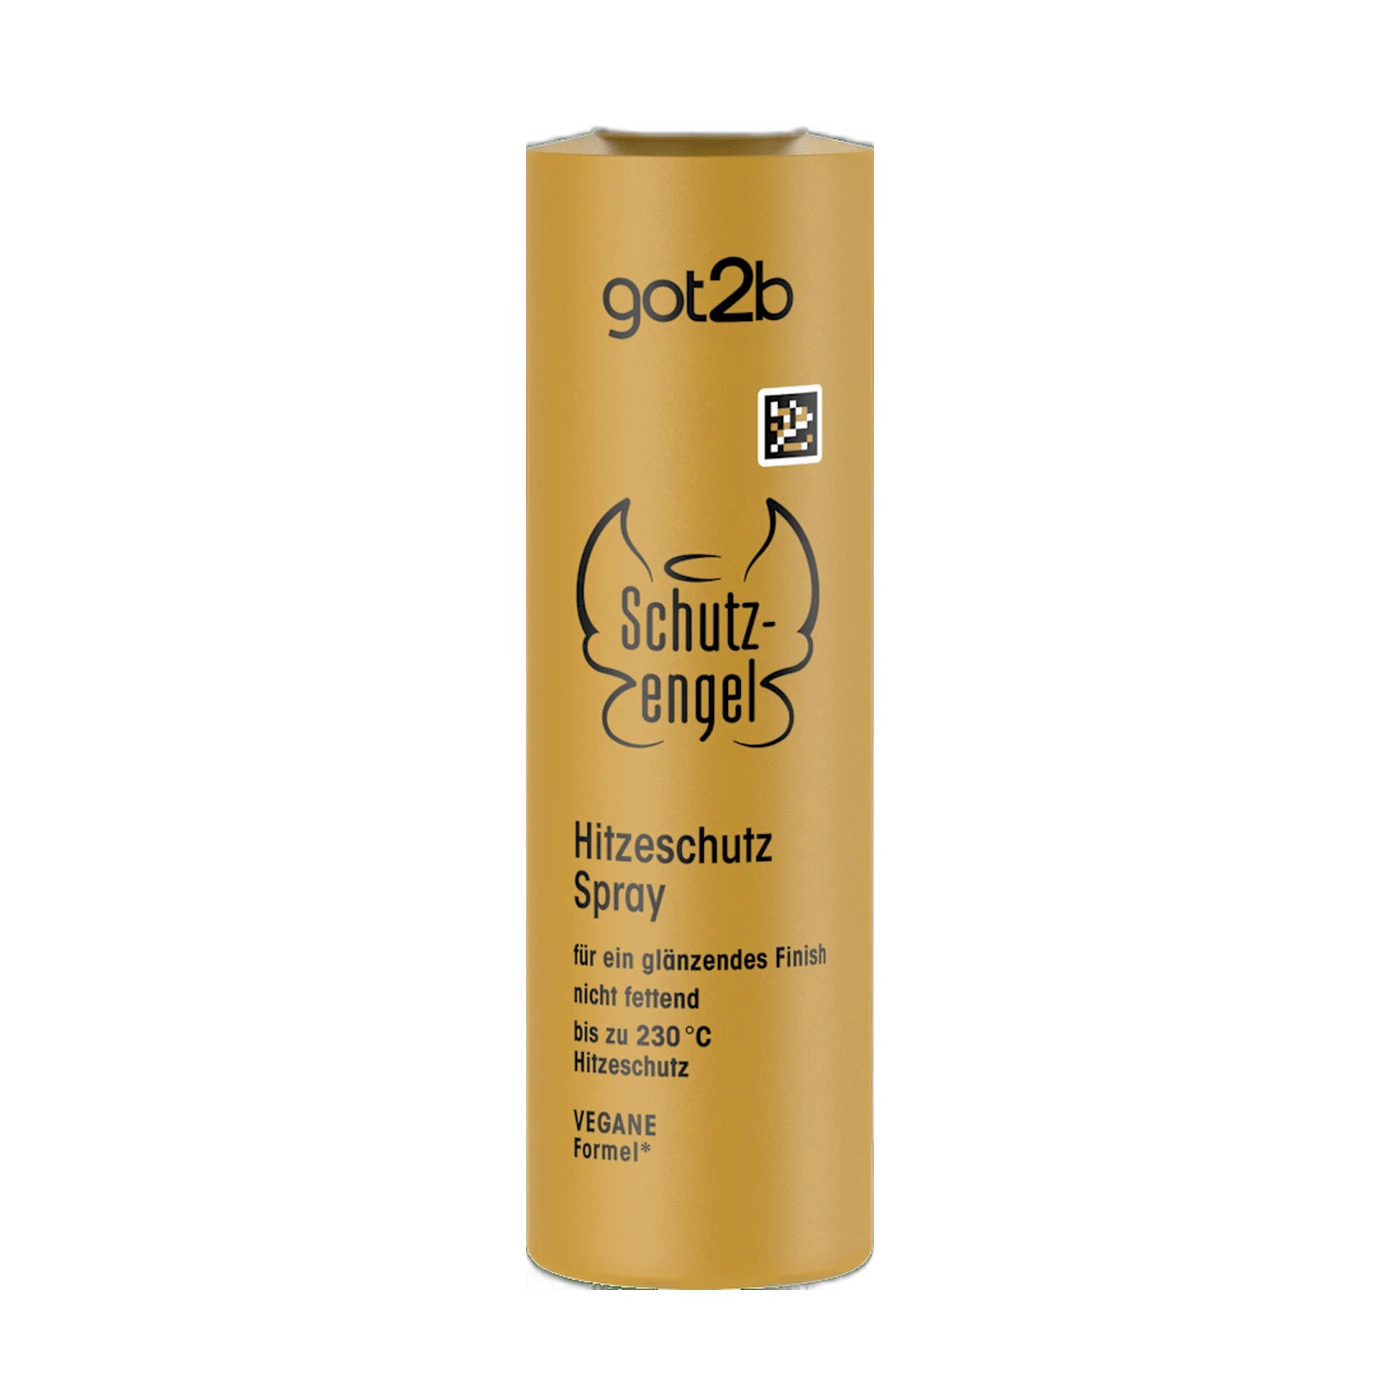 got2b
Schutz-
engel
Hitzeschutz
Spray
für ein glänzendes Finish
nicht fettend
bis zu 230 °C
Hitzeschutz
VEGANE
Formel*